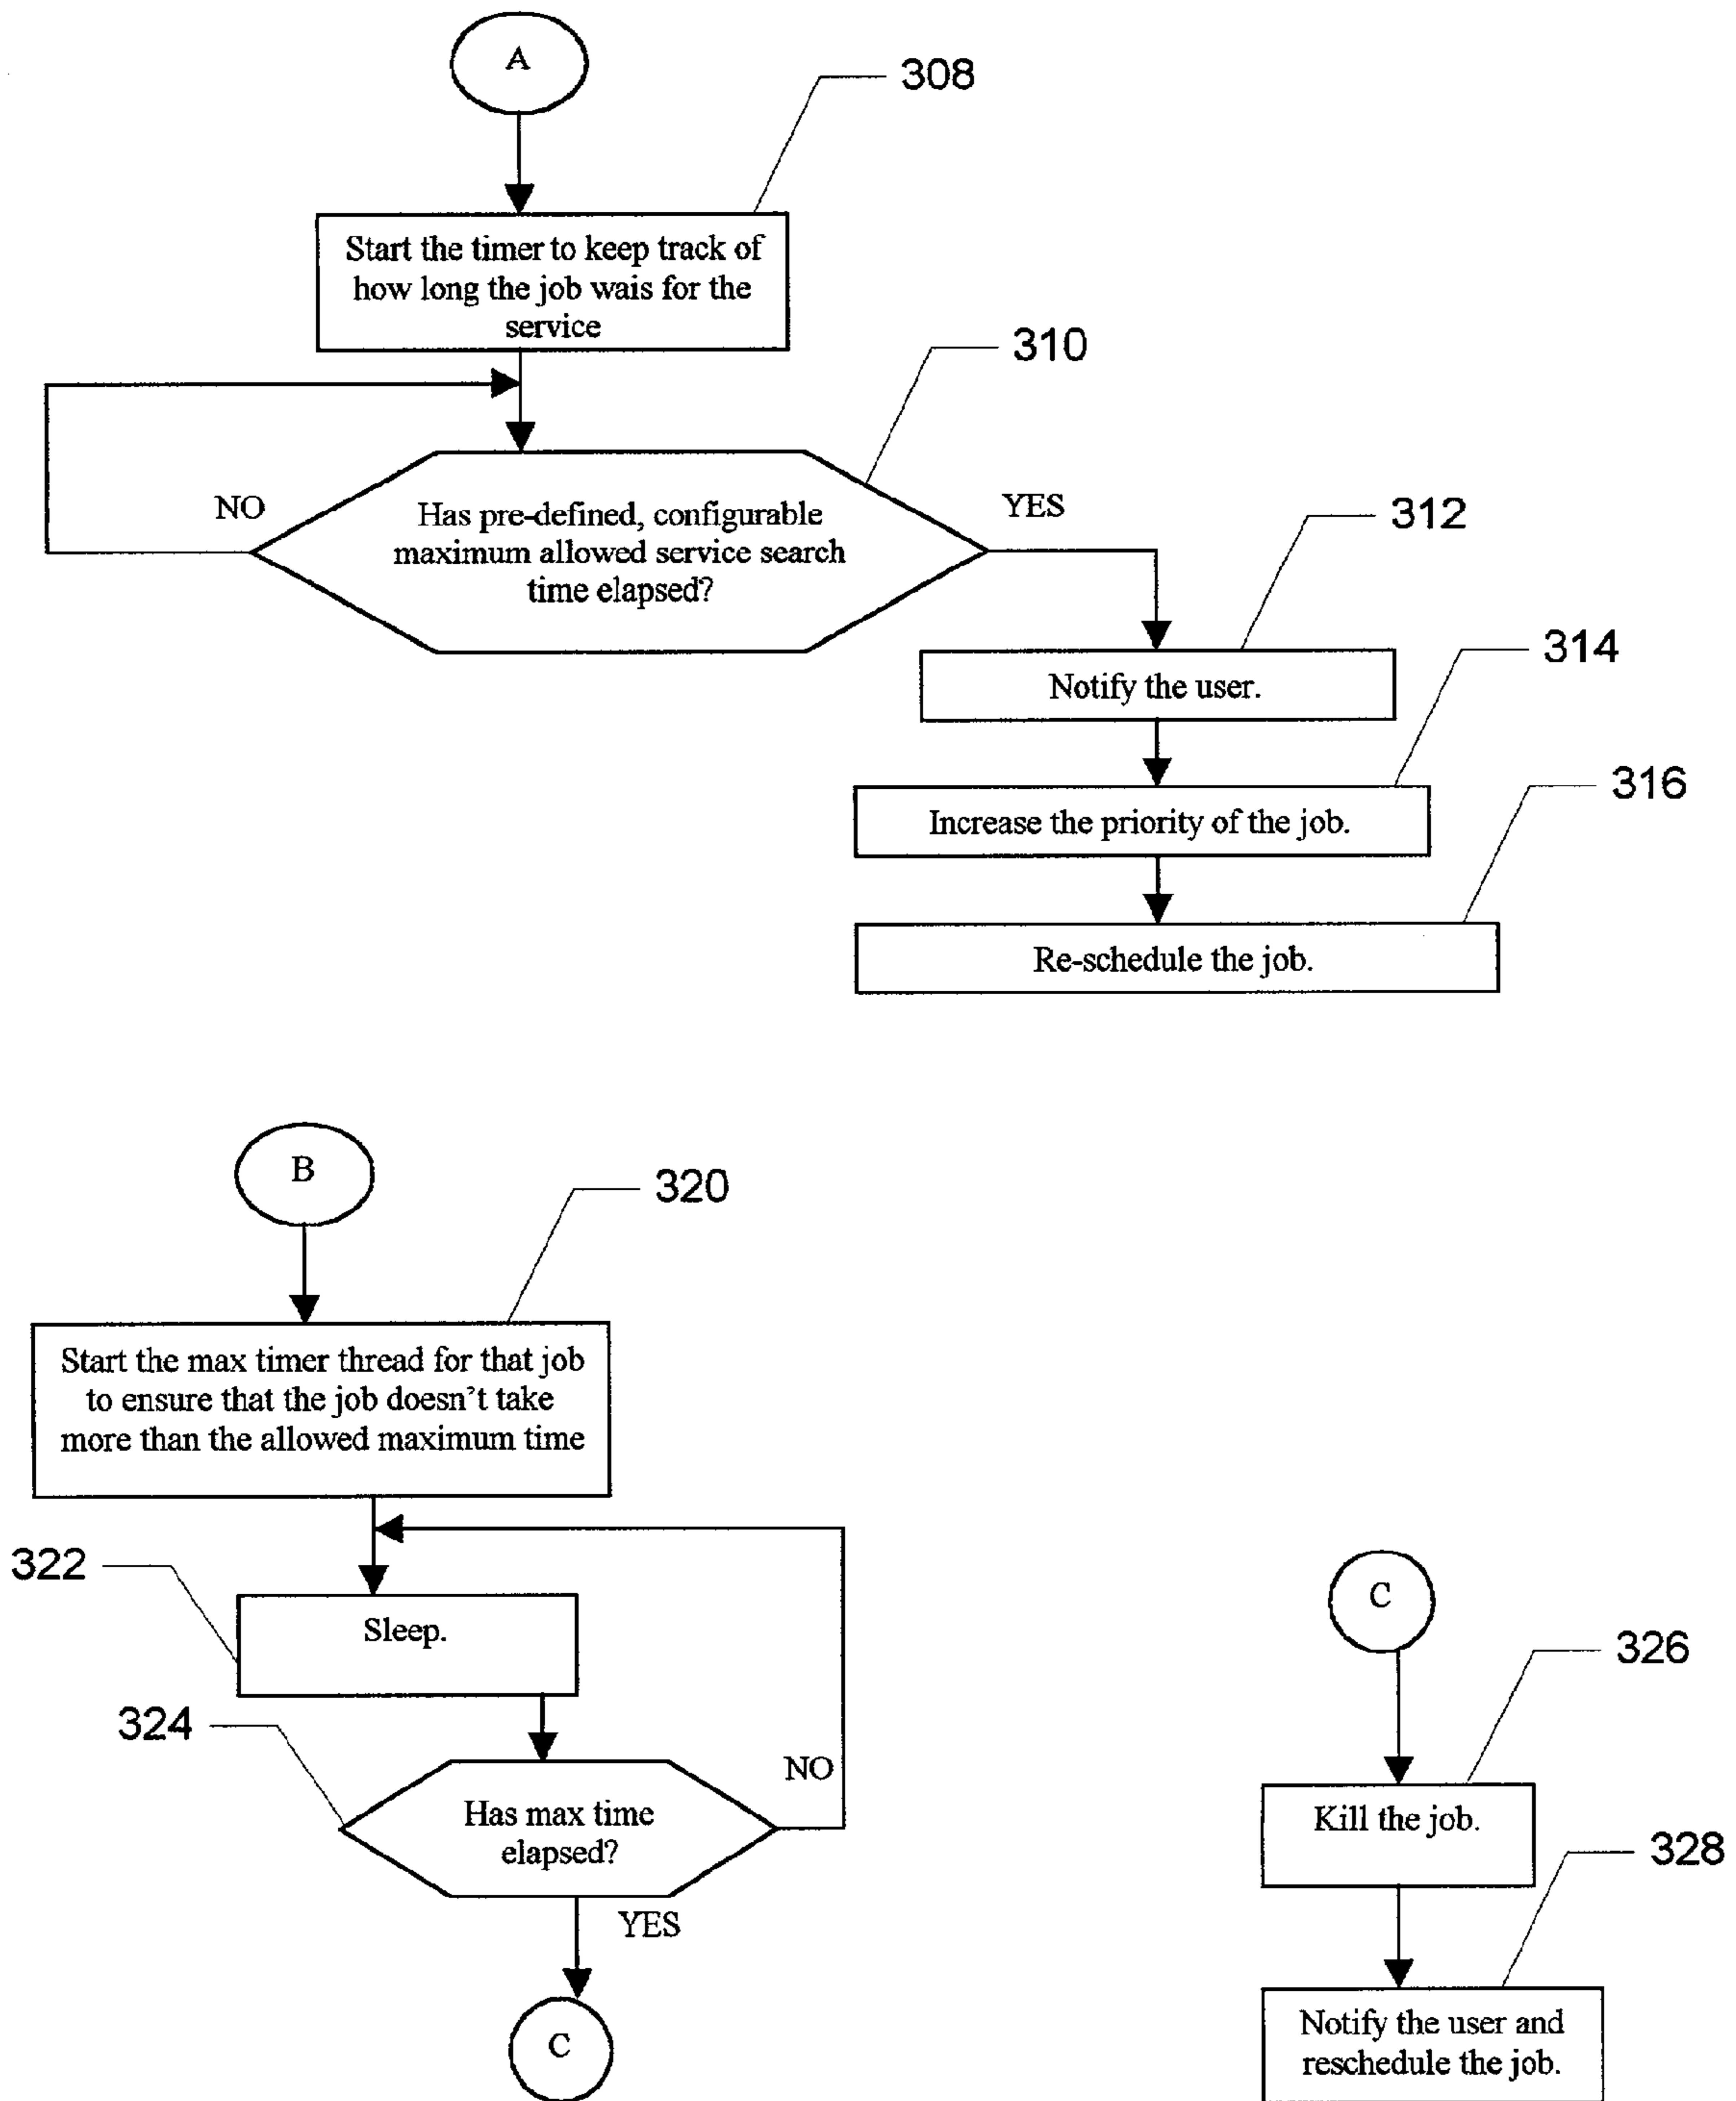 A
308
Start the timer to keep track of
how long the job wais for the
service
310
NO
YES
Has pre-defined, configurable
maximum allowed service search
time elapsed?
312
Notify the user.
314
Increase the priority of the job.
316
Re-schedule the job.
B
320
Start the max timer thread for that job
to ensure that the job doesn't take
more than the allowed maximum time
322
Sleep.
324
NO
Has max time
elapsed?
YES
C
C
326
Kill the job.
328
Notify the user and
reschedule the job.